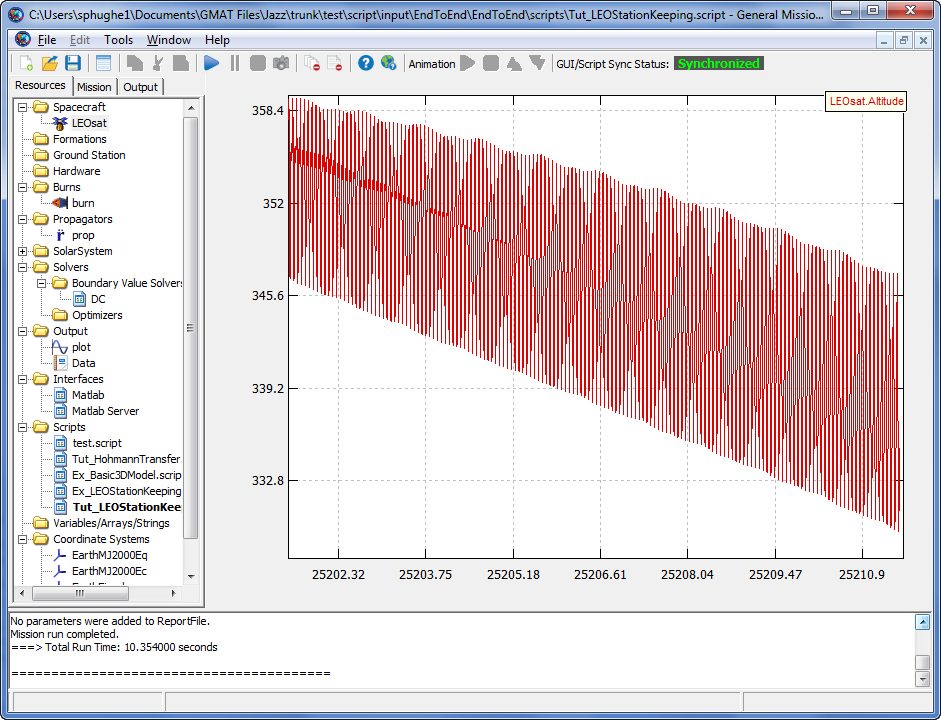 C:\Users\sphughe1\Documents\GMAT Files\Jazz\trunk\test\script\input\EndToEnd\EndToEnd\scripts\Tut_LEOStationKeeping.script - General Missio...
File Edit Tools Window Help
Animation GUI/Script Sync Status: Synchronized
Resources Mission Output
Spacecraft
LEOsat
Formations
Ground Station
Hardware
Burns
burn
Propagators
prop
SolarSystem
Solvers
Boundary Value Solvers
DC
Optimizers
Output
plot
Data
Interfaces
Matlab
Matlab Server
Scripts
test.script
Tut_HohmannTransfer
Ex_Basic3DModel.scrip
Ex_LEOStationKeeping
Tut_LEOStationKee
Variables/Arrays/Strings
Coordinate Systems
EarthMJ2000Eq
EarthMJ2000Ec
LEOsat.Altitude
358.4
352
345.6
339.2
332.8
25202.32 25203.75 25205.18 25206.61 25208.04 25209.47 25210.9
No parameters were added to ReportFile.
Mission run completed.
===> Total Run Time: 10.354000 seconds
========================================